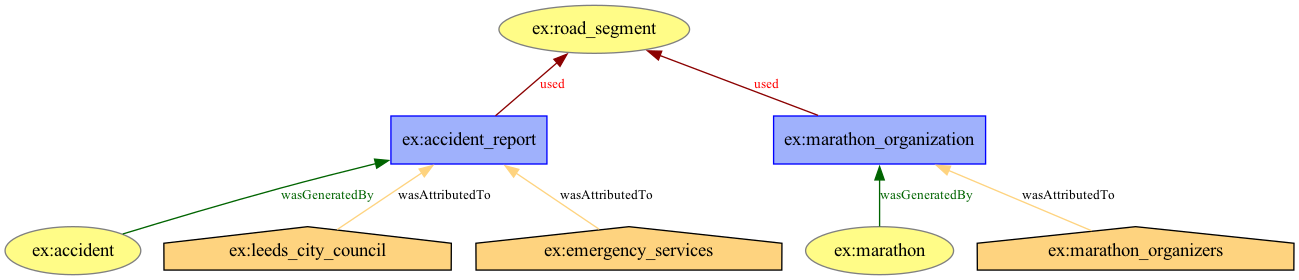 ex:road_segment
used
used
ex:accident_report
ex:marathon_organization
wasGeneratedBy
wasAttributedTo
wasAttributedTo
wasGeneratedBy
wasAttributedTo
ex:accident
ex:leeds_city_council
ex:emergency_services
ex:marathon
ex:marathon_organizers